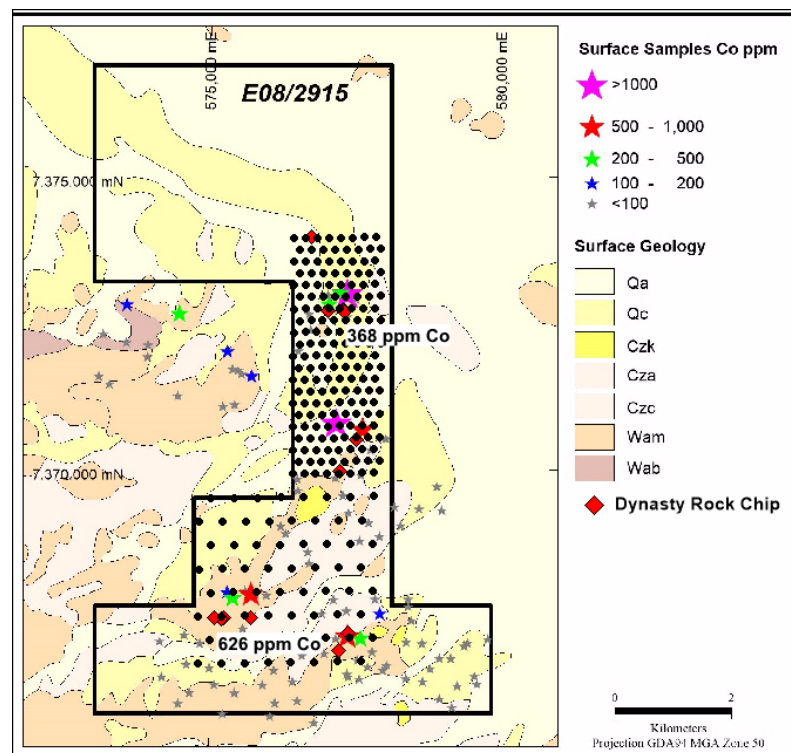 575,000 mE
580,000 mE
E08/2915
7,375,000 mN
368 ppm Co
7,370,000 mN
626 ppm Co
Surface Samples Co ppm
>1000
500 - 1,000
200 - 500
100 - 200
<100
Surface Geology
Qa
Qc
Czk
Cza
Czc
Wam
Wab
Dynasty Rock Chip
0 2
Kilometers
Projection GDA94 MGA Zone 50